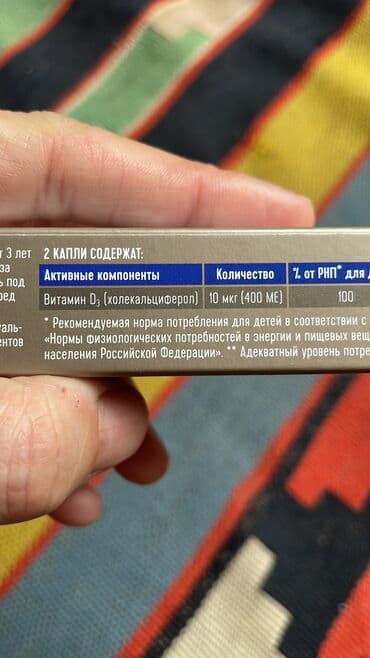 т 3 лет
за
ь под
ред
уаль-
ентов
2 КАПЛИ СОДЕРЖАТ:
Активные компоненты Количество % от РНП* для д
Витамин D3 (холекальциферол) 10 мкг (400 МЕ) 100
* Рекомендуемая норма потребления для детей в соответствии с
«Нормы физиологических потребностей в энергии и пищевых вещ
населения Российской Федерации». ** Адекватный уровень потре